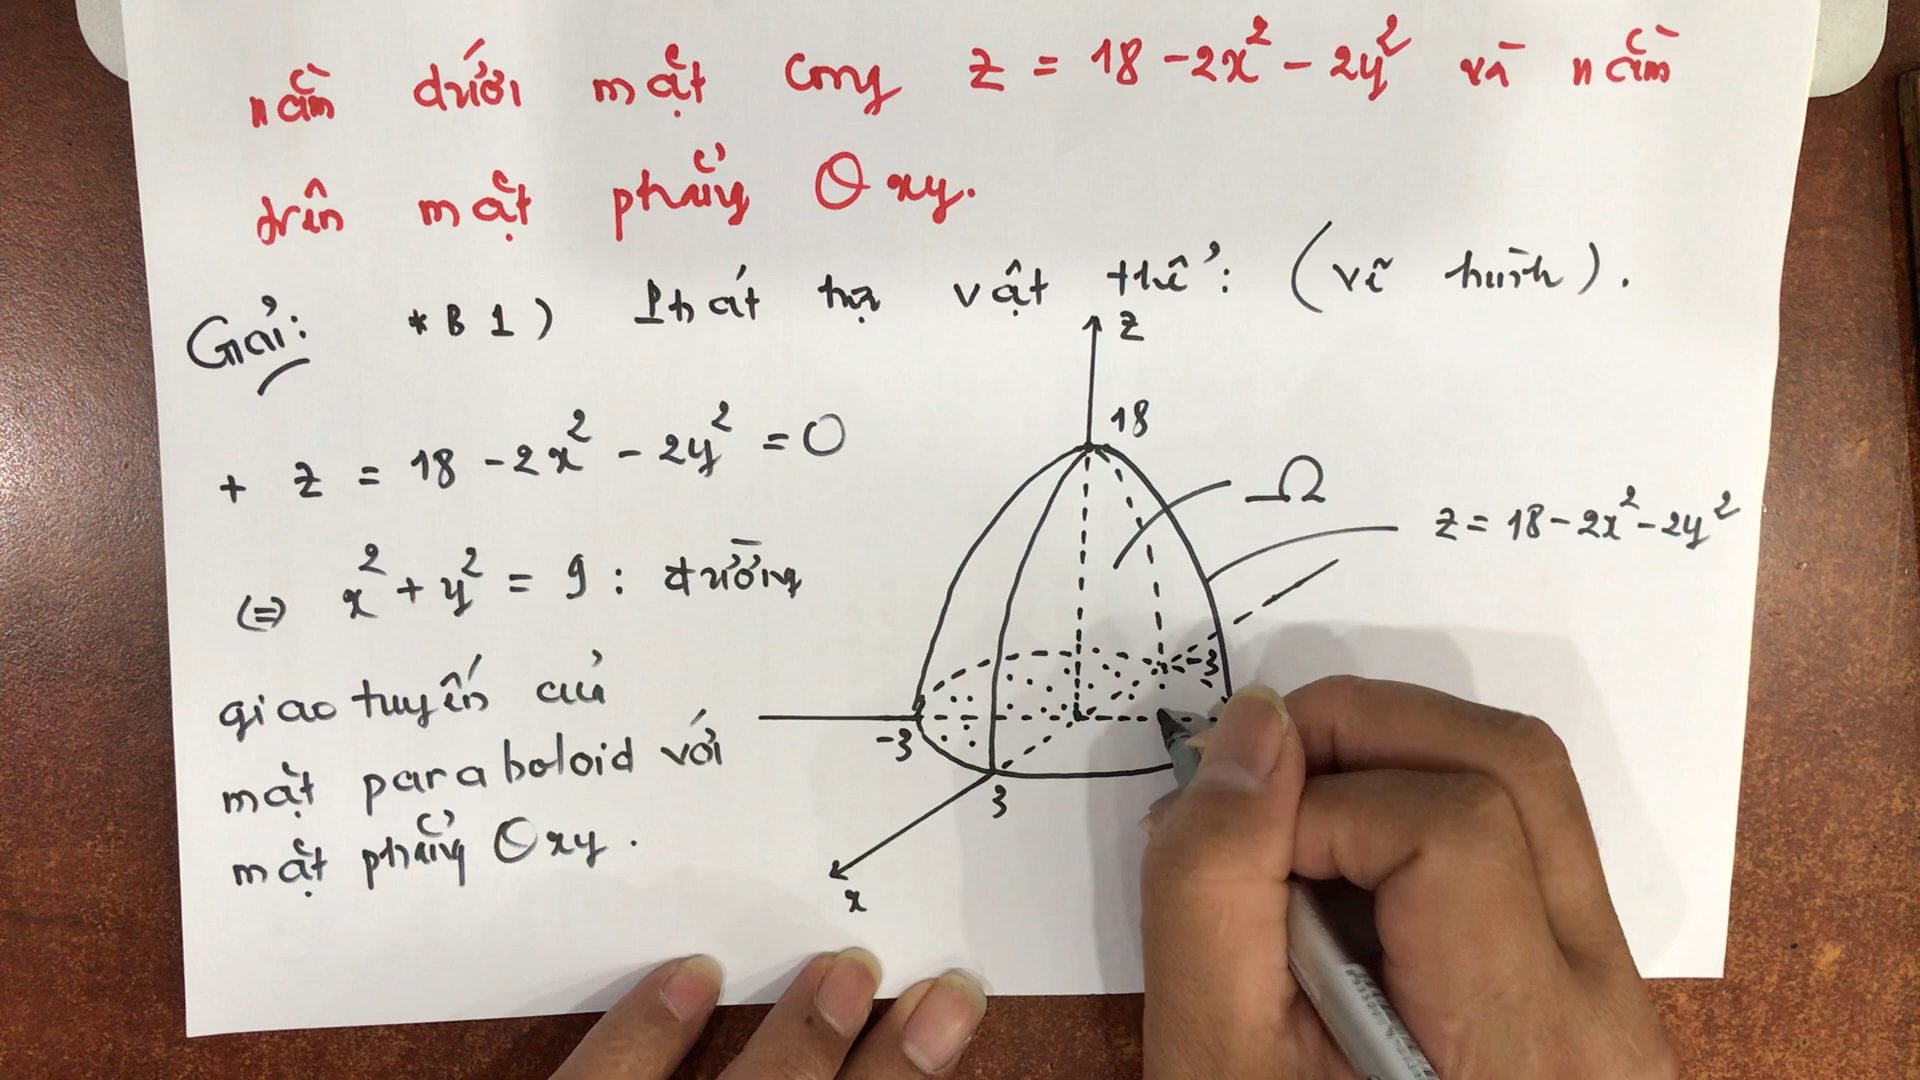 nằm dưới mặt cong z = 18 - 2x² - 2y² và nằm
trên mặt phẳng Oxy.
Giải: * B1) Phát họa vật thể: (vẽ hình).
+ z = 18 - 2x² - 2y² = 0
(=) x² + y² = 9 : đường
giao tuyến của
mặt paraboloid với
mặt phẳng Oxy.
z
18
Ω
z = 18 - 2x² - 2y²
-3
-3
3
x